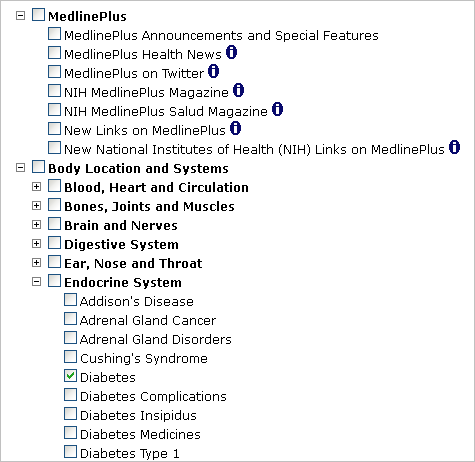 MedlinePlus
MedlinePlus Announcements and Special Features
MedlinePlus Health News
MedlinePlus on Twitter
NIH MedlinePlus Magazine
NIH MedlinePlus Salud Magazine
New Links on MedlinePlus
New National Institutes of Health (NIH) Links on MedlinePlus
Body Location and Systems
Blood, Heart and Circulation
Bones, Joints and Muscles
Brain and Nerves
Digestive System
Ear, Nose and Throat
Endocrine System
Addison's Disease
Adrenal Gland Cancer
Adrenal Gland Disorders
Cushing's Syndrome
Diabetes
Diabetes Complications
Diabetes Insipidus
Diabetes Medicines
Diabetes Type 1